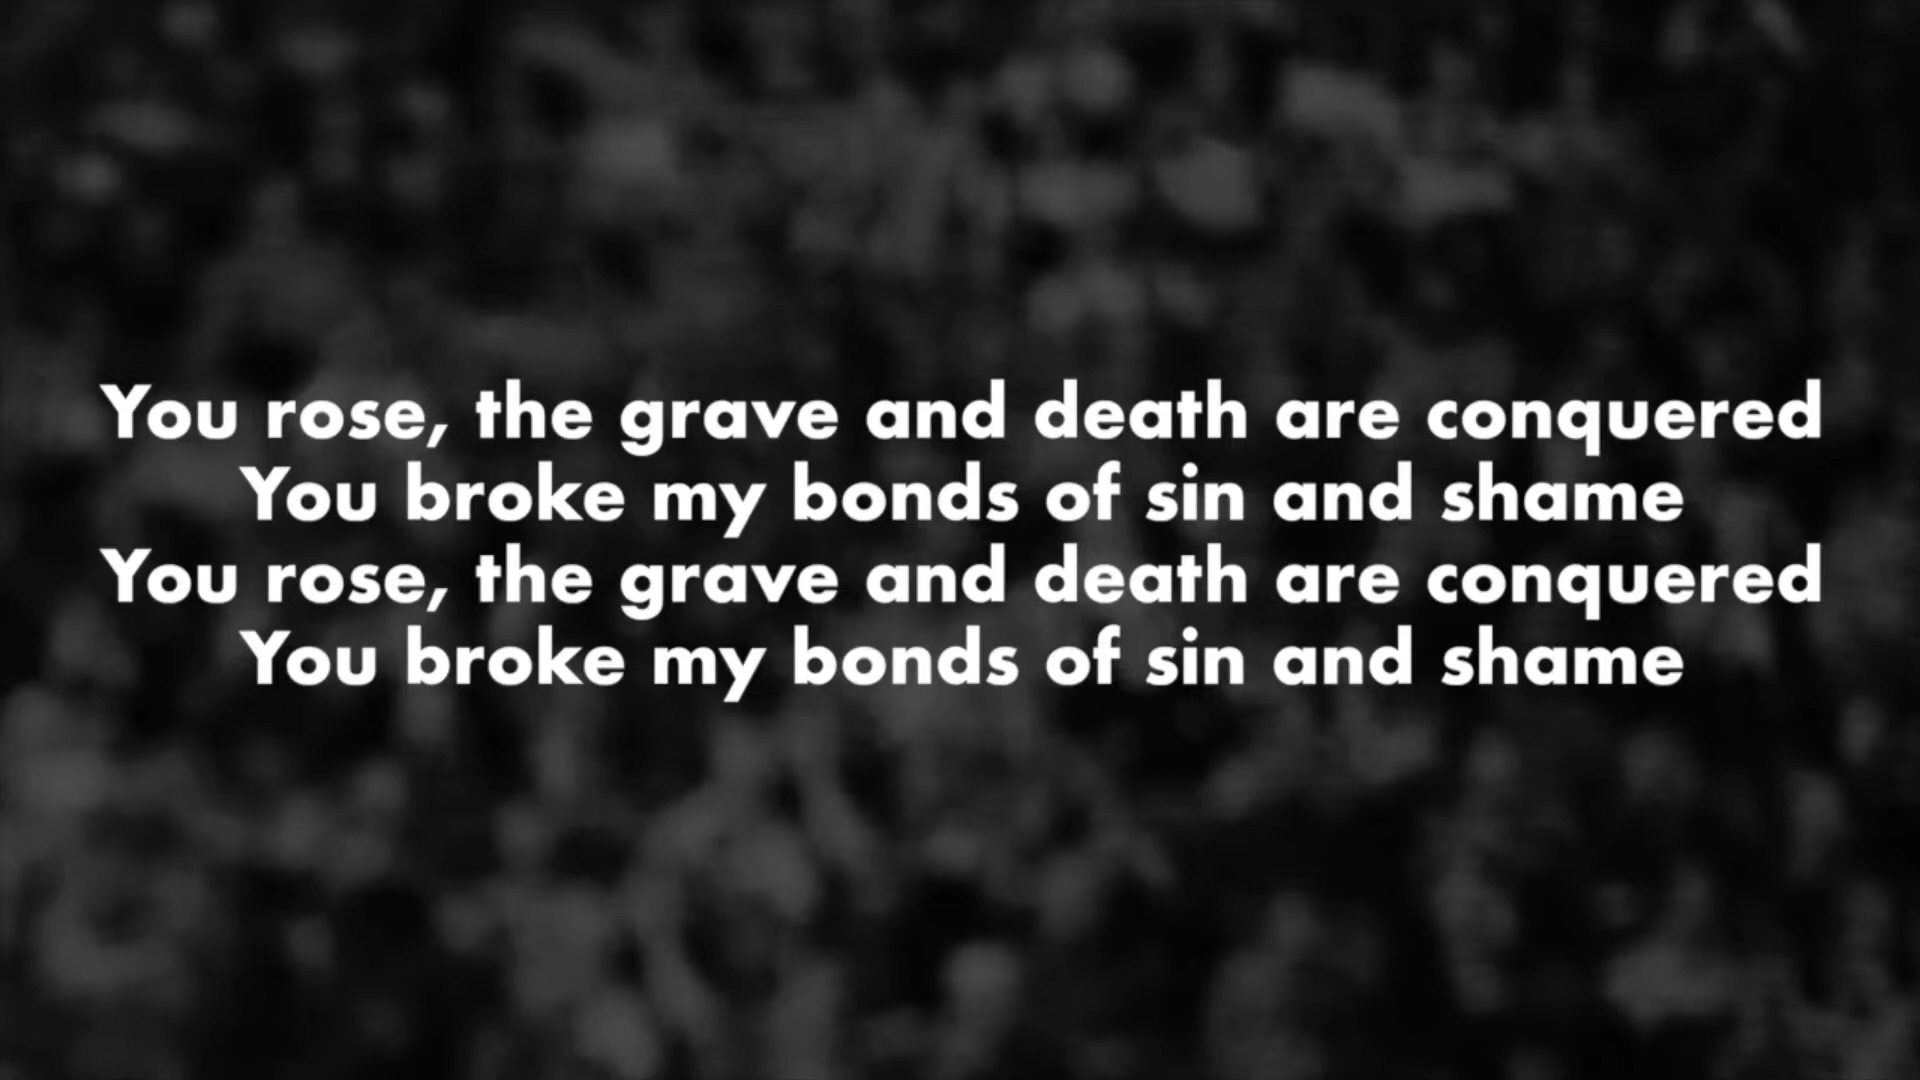 You rose, the grave and death are conquered
You broke my bonds of sin and shame
You rose, the grave and death are conquered
You broke my bonds of sin and shame